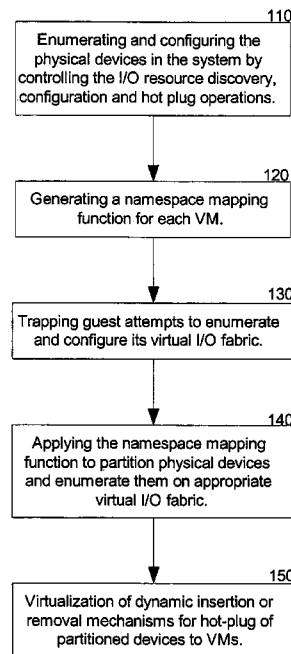 110
Enumerating and configuring the
physical devices in the system by
controlling the I/O resource discovery,
configuration and hot plug operations.
120
Generating a namespace mapping
function for each VM.
130
Trapping guest attempts to enumerate
and configure its virtual I/O fabric.
140
Applying the namespace mapping
function to partition physical devices
and enumerate them on appropriate
virtual I/O fabric.
150
Virtualization of dynamic insertion or
removal mechanisms for hot-plug of
partitioned devices to VMs.